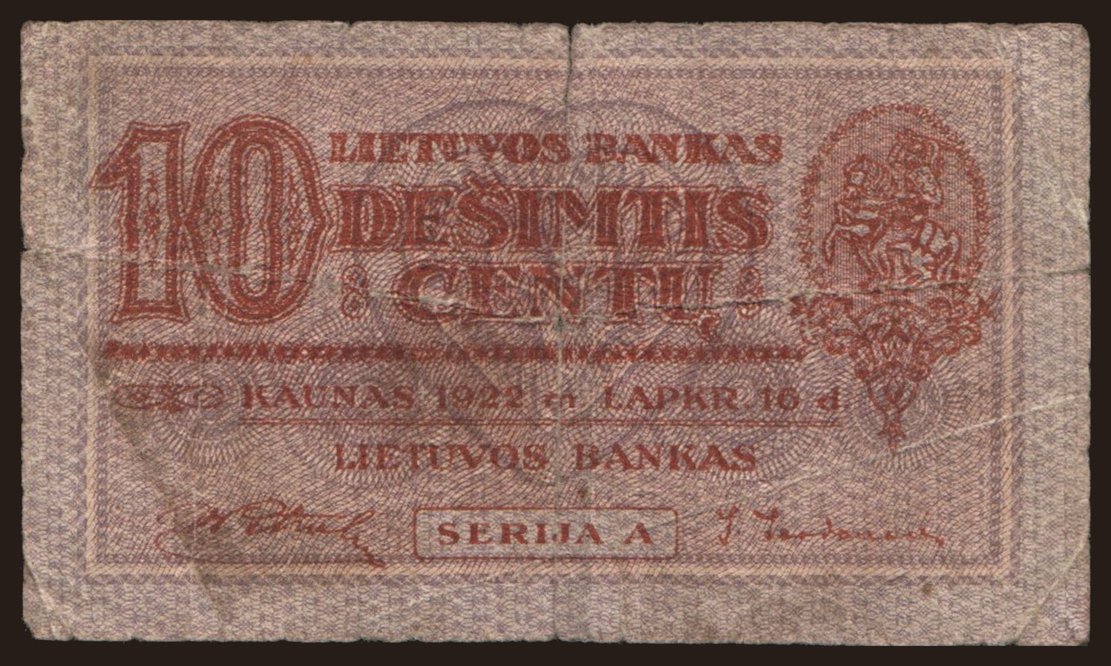 10
LIETUVOS BANKAS
DEŠIMTIS
CENTŲ
KAUNAS 1922 m LAPKR. 16 d
LIETUVOS BANKAS
SERIJA A